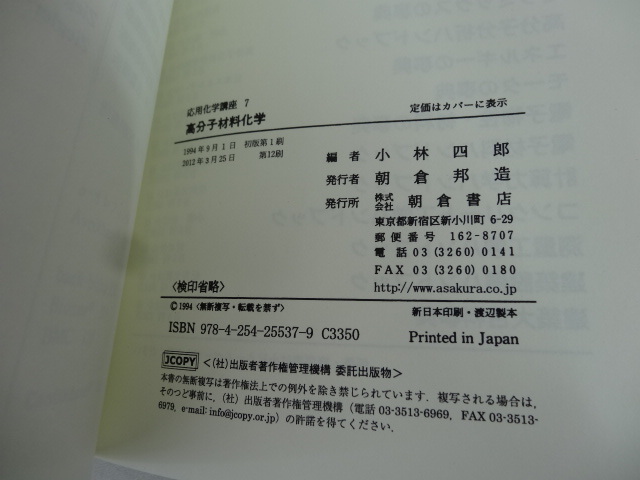 応用化学講座 7
高分子材料化学
定価はカバーに表示
1994年9月1日 初版第1刷
2012年3月25日 第12刷
編者 小林四郎
発行者 朝倉邦造
発行所 株式会社 朝倉書店
東京都新宿区新小川町 6-29
郵便番号 162-8707
電話 03(3260)0141
FAX 03(3260)0180
http://www.asakura.co.jp
〈検印省略〉
©1994〈無断複写・転載を禁ず〉
新日本印刷・渡辺製本
ISBN 978-4-254-25537-9 C3350
Printed in Japan
JCOPY <(社)出版者著作権管理機構 委託出版物>
本書の無断複写は著作権法上での例外を除き禁じられています．複写される場合は，
そのつど事前に，(社)出版者著作権管理機構(電話 03-3513-6969，FAX 03-3513-
6979，e-mail: info@jcopy.or.jp)の許諾を得てください．